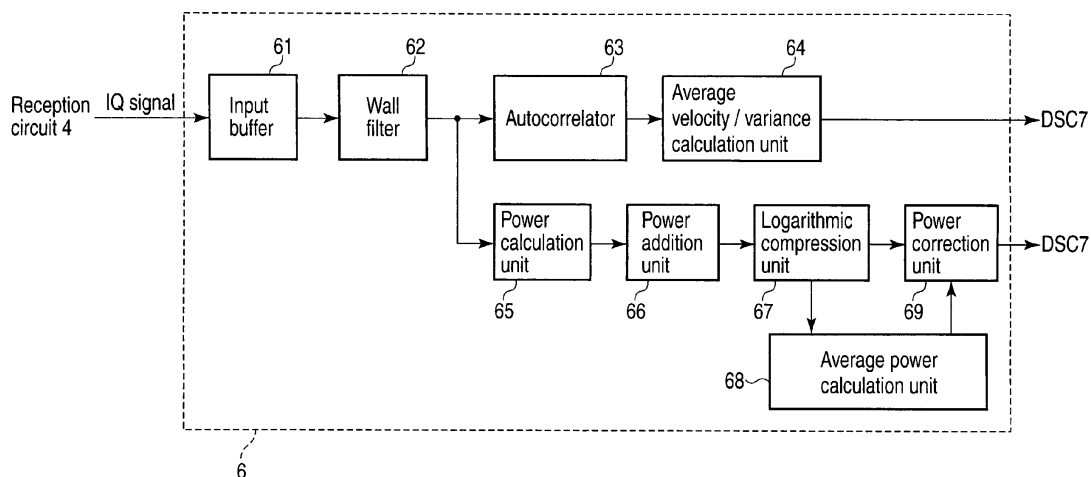 61
62
63
64
Reception
circuit 4
IQ signal
Input
buffer
Wall
filter
Autocorrelator
Average
velocity / variance
calculation unit
DSC7
Power
calculation
unit
Power
addition
unit
Logarithmic
compression
unit
Power
correction
unit
DSC7
65
66
67
69
68
Average power
calculation unit
6